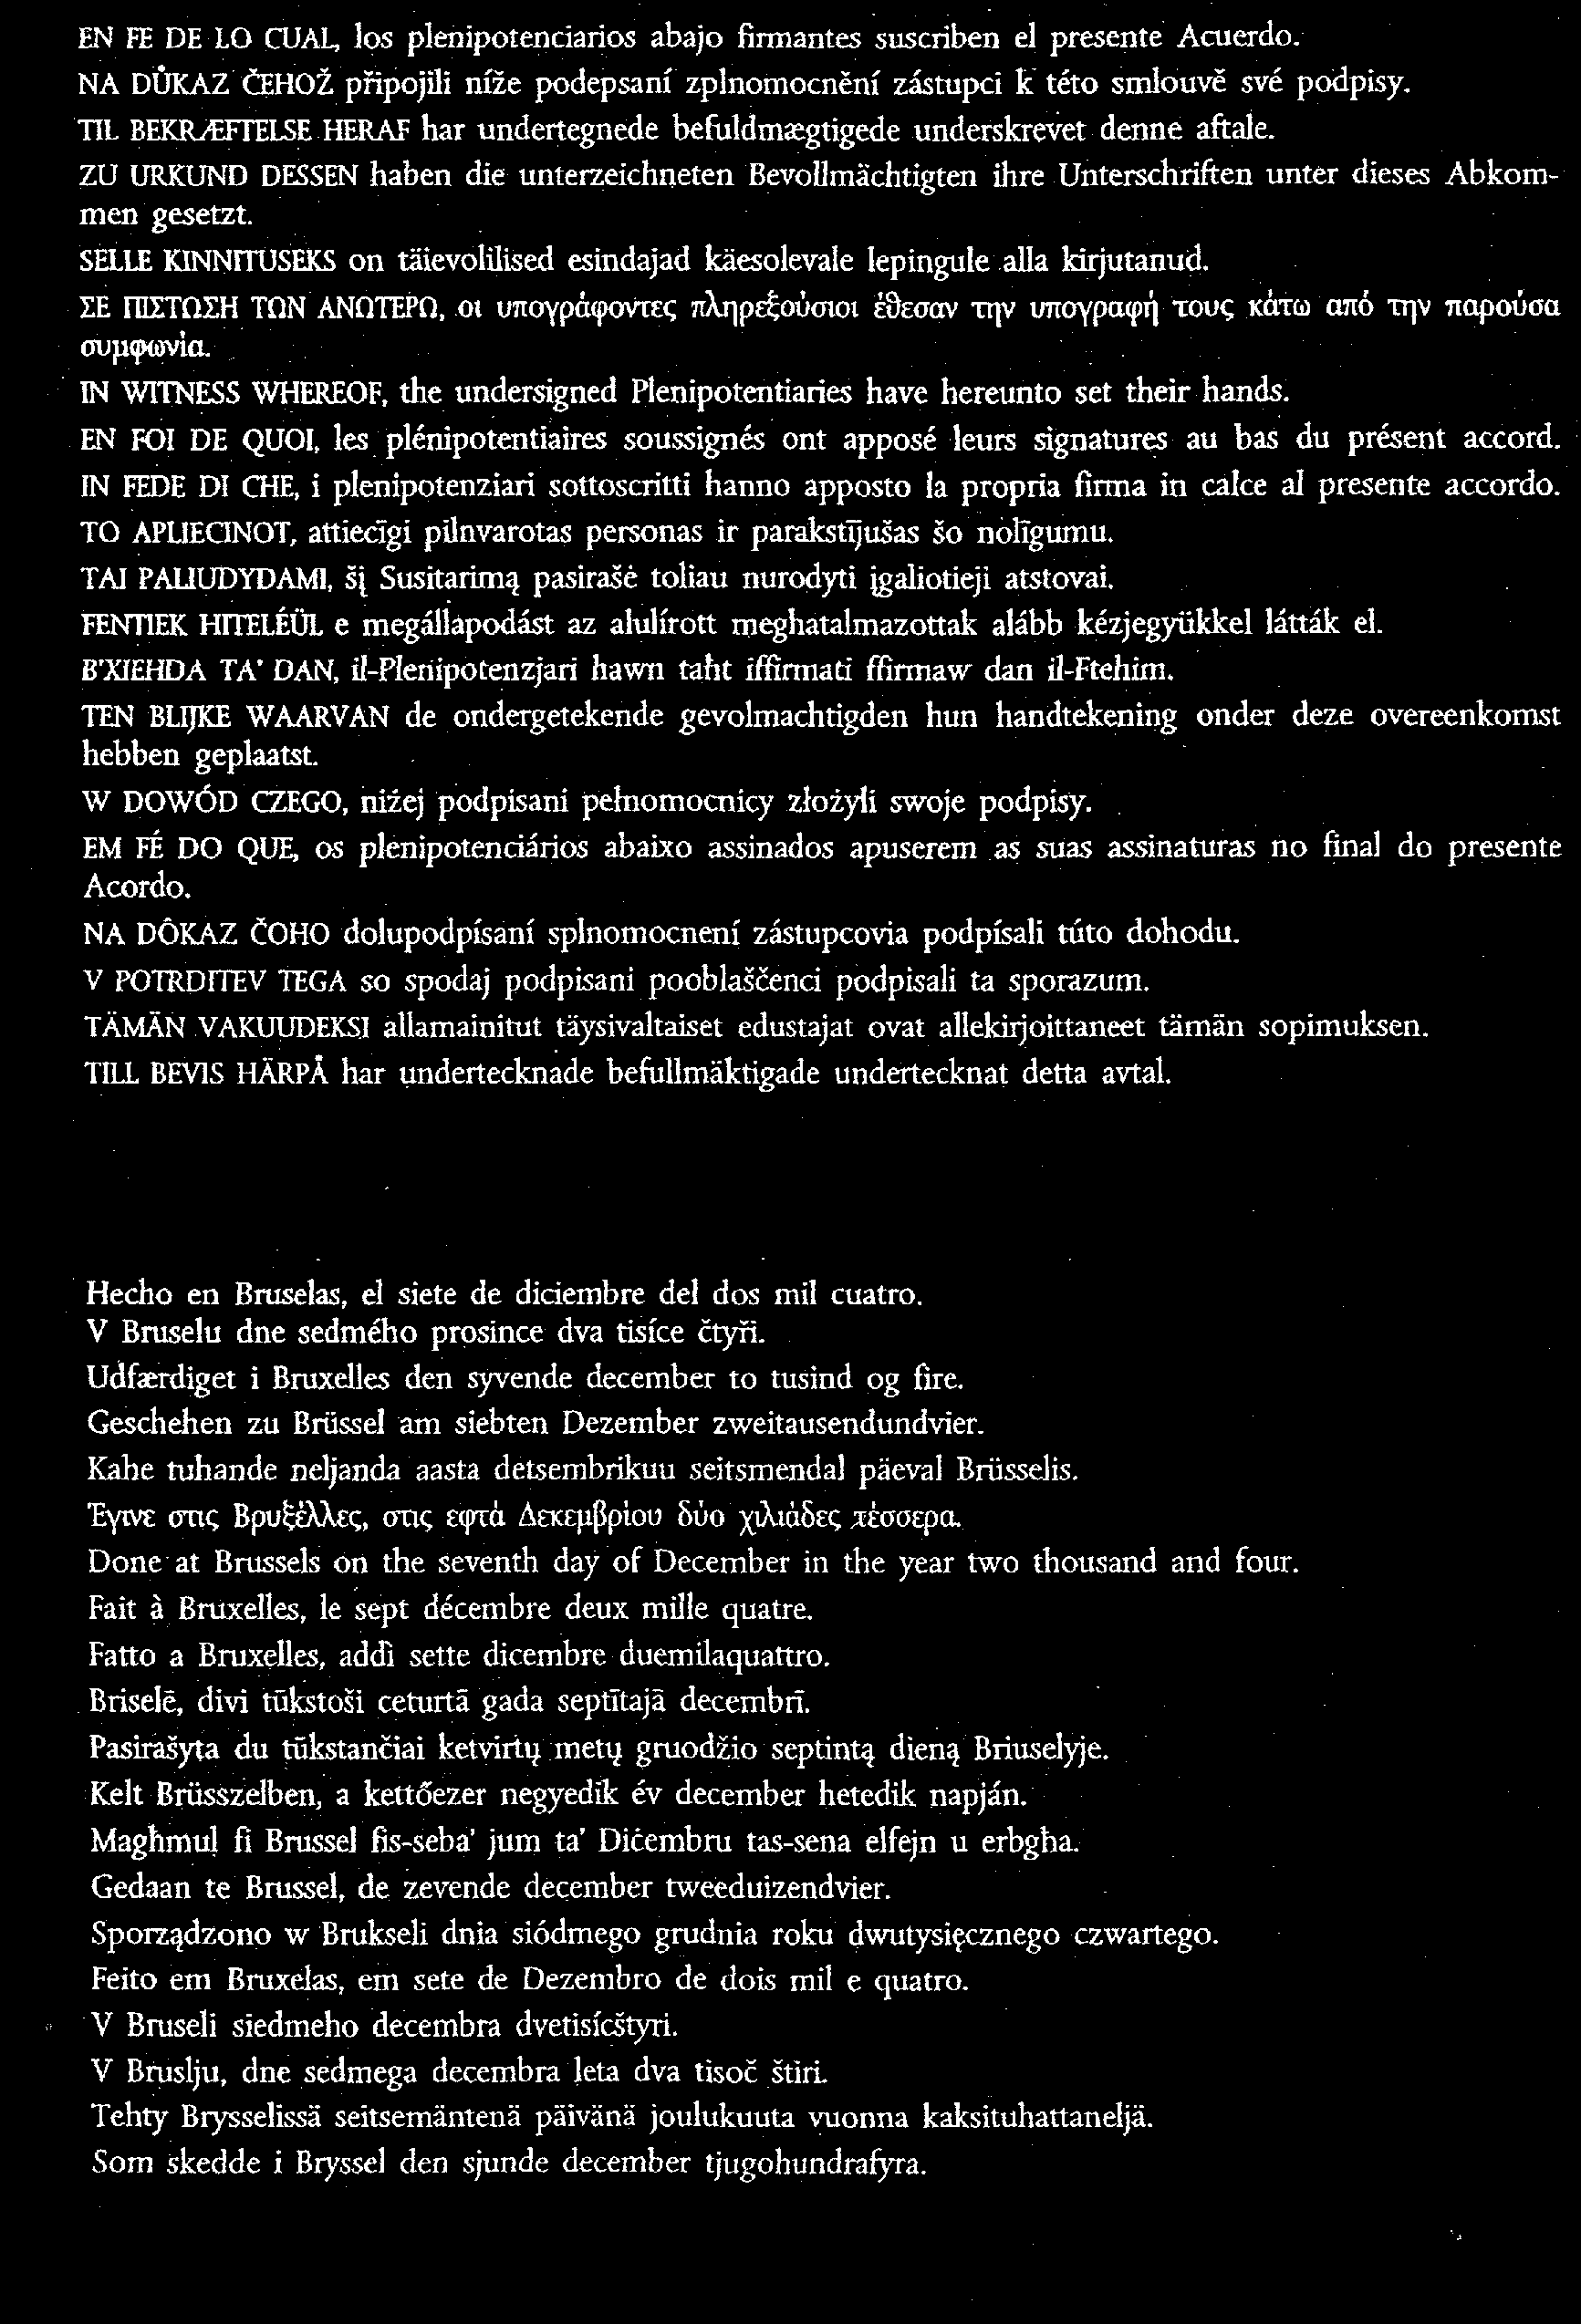 EN FE DE LO CUAL, los plenipotenciarios abajo firmantes suscriben el presente Acuerdo.
NA DŮKAZ ČEHOŽ připojili níže podepsaní zplnomocnění zástupci k této smlouvě své podpisy.
TIL BEKRÆFTELSE HERAF har undertegnede befuldmægtigede underskrevet denne aftale.
ZU URKUND DESSEN haben die unterzeichneten Bevollmächtigten ihre Unterschriften unter dieses Abkom-
men gesetzt.
SELLE KINNITUSEKS on täievolilised esindajad käesolevale lepingule alla kirjutanud.
ΣΕ ΠΙΣΤΩΣΗ ΤΩΝ ΑΝΩΤΕΡΩ, οι υπογράφοντες πληρεξούσιοι έθεσαν την υπογραφή τους κάτω από την παρούσα
συμφωνία.
IN WITNESS WHEREOF, the undersigned Plenipotentiaries have hereunto set their hands.
EN FOI DE QUOI, les plénipotentiaires soussignés ont apposé leurs signatures au bas du présent accord.
IN FEDE DI CHE, i plenipotenziari sottoscritti hanno apposto la propria firma in calce al presente accordo.
TO APLIECINOT, attiecīgi pilnvarotas personas ir parakstījušas šo nolīgumu.
TAI PALIUDYDAMI, šį Susitarimą pasirašė toliau nurodyti įgaliotieji atstovai.
FENTIEK HITELÉÜL e megállapodást az alulírott meghatalmazottak alább kézjegyükkel látták el.
B'XIEHDA TA' DAN, il-Plenipotenzjari hawn taħt iffirmati ffirmaw dan il-Ftehim.
TEN BLIJKE WAARVAN de ondergetekende gevolmachtigden hun handtekening onder deze overeenkomst
hebben geplaatst.
W DOWÓD CZEGO, niżej podpisani pełnomocnicy złożyli swoje podpisy.
EM FÉ DO QUE, os plenipotenciários abaixo assinados apuserem as suas assinaturas no final do presente
Acordo.
NA DÔKAZ ČOHO dolupodpísaní splnomocnení zástupcovia podpísali túto dohodu.
V POTRDITEV TEGA so spodaj podpisani pooblaščenci podpisali ta sporazum.
TÄMÄN VAKUUDEKSI allamainitut täysivaltaiset edustajat ovat allekirjoittaneet tämän sopimuksen.
TILL BEVIS HÄRPÅ har undertecknade befullmäktigade undertecknat detta avtal.
Hecho en Bruselas, el siete de diciembre del dos mil cuatro.
V Bruselu dne sedmého prosince dva tisíce čtyři.
Udfærdiget i Bruxelles den syvende december to tusind og fire.
Geschehen zu Brüssel am siebten Dezember zweitausendundvier.
Kahe tuhande neljanda aasta detsembrikuu seitsmendal päeval Brüsselis.
Έγινε στις Βρυξέλλες, στις εφτά Δεκεμβρίου δύο χιλιάδες τέσσερα.
Done at Brussels on the seventh day of December in the year two thousand and four.
Fait à Bruxelles, le sept décembre deux mille quatre.
Fatto a Bruxelles, addì sette dicembre duemilaquattro.
Briselē, divi tūkstoši ceturtā gada septītajā decembrī.
Pasirašyta du tūkstančiai ketvirtų metų gruodžio septintą dieną Briuselyje.
Kelt Brüsszelben, a kettőezer negyedik év december hetedik napján.
Magħmul fi Brussel fis-seba' jum ta' Diċembru tas-sena elfejn u erbgħa.
Gedaan te Brussel, de zevende december tweeduizendvier.
Sporządzono w Brukseli dnia siódmego grudnia roku dwutysięcznego czwartego.
Feito em Bruxelas, em sete de Dezembro de dois mil e quatro.
V Bruseli siedmeho decembra dvetisícštyri.
V Bruslju, dne sedmega decembra leta dva tisoč štiri.
Tehty Brysselissä seitsemäntenä päivänä joulukuuta vuonna kaksituhattaneljä.
Som skedde i Bryssel den sjunde december tjugohundrafyra.